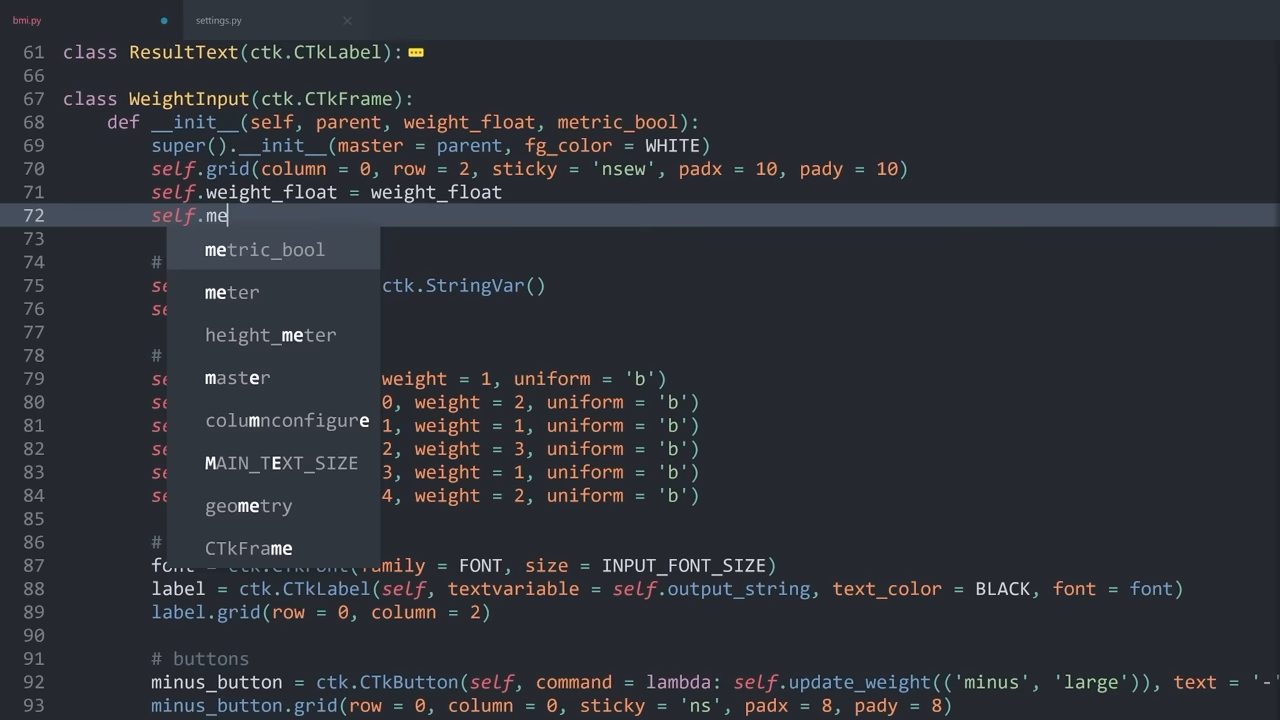 bmi.py settings.py
61 class ResultText(ctk.CTkLabel):
66
67 class WeightInput(ctk.CTkFrame):
68 def __init__(self, parent, weight_float, metric_bool):
69 super().__init__(master = parent, fg_color = WHITE)
70 self.grid(column = 0, row = 2, sticky = 'nsew', padx = 10, pady = 10)
71 self.weight_float = weight_float
72 self.me
73
metric_bool
74 #
meter
75 se ctk.StringVar()
76 se
77
height_meter
78 #
master
79 se weight = 1, uniform = 'b')
80 se 0, weight = 2, uniform = 'b')
columnconfigure
81 se 1, weight = 1, uniform = 'b')
82 se 2, weight = 3, uniform = 'b')
MAIN_TEXT_SIZE
83 se 3, weight = 1, uniform = 'b')
84 se 4, weight = 2, uniform = 'b')
geometry
85
86 #
CTkFrame
87 font = ctk.CTkFont(family = FONT, size = INPUT_FONT_SIZE)
88 label = ctk.CTkLabel(self, textvariable = self.output_string, text_color = BLACK, font = font)
89 label.grid(row = 0, column = 2)
90
91 # buttons
92 minus_button = ctk.CTkButton(self, command = lambda: self.update_weight(('minus', 'large')), text = '-'
93 minus_button.grid(row = 0, column = 0, sticky = 'ns', padx = 8, pady = 8)